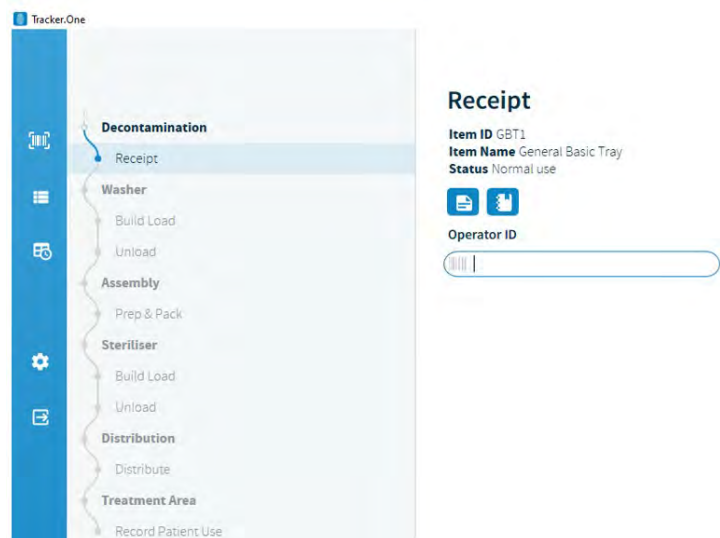 Tracker.One
Decontamination
Receipt
Washer
Build Load
Unload
Assembly
Prep & Pack
Steriliser
Build Load
Unload
Distribution
Distribute
Treatment Area
Record Patient Use
Receipt
Item ID GBT1
Item Name General Basic Tray
Status Normal use
Operator ID